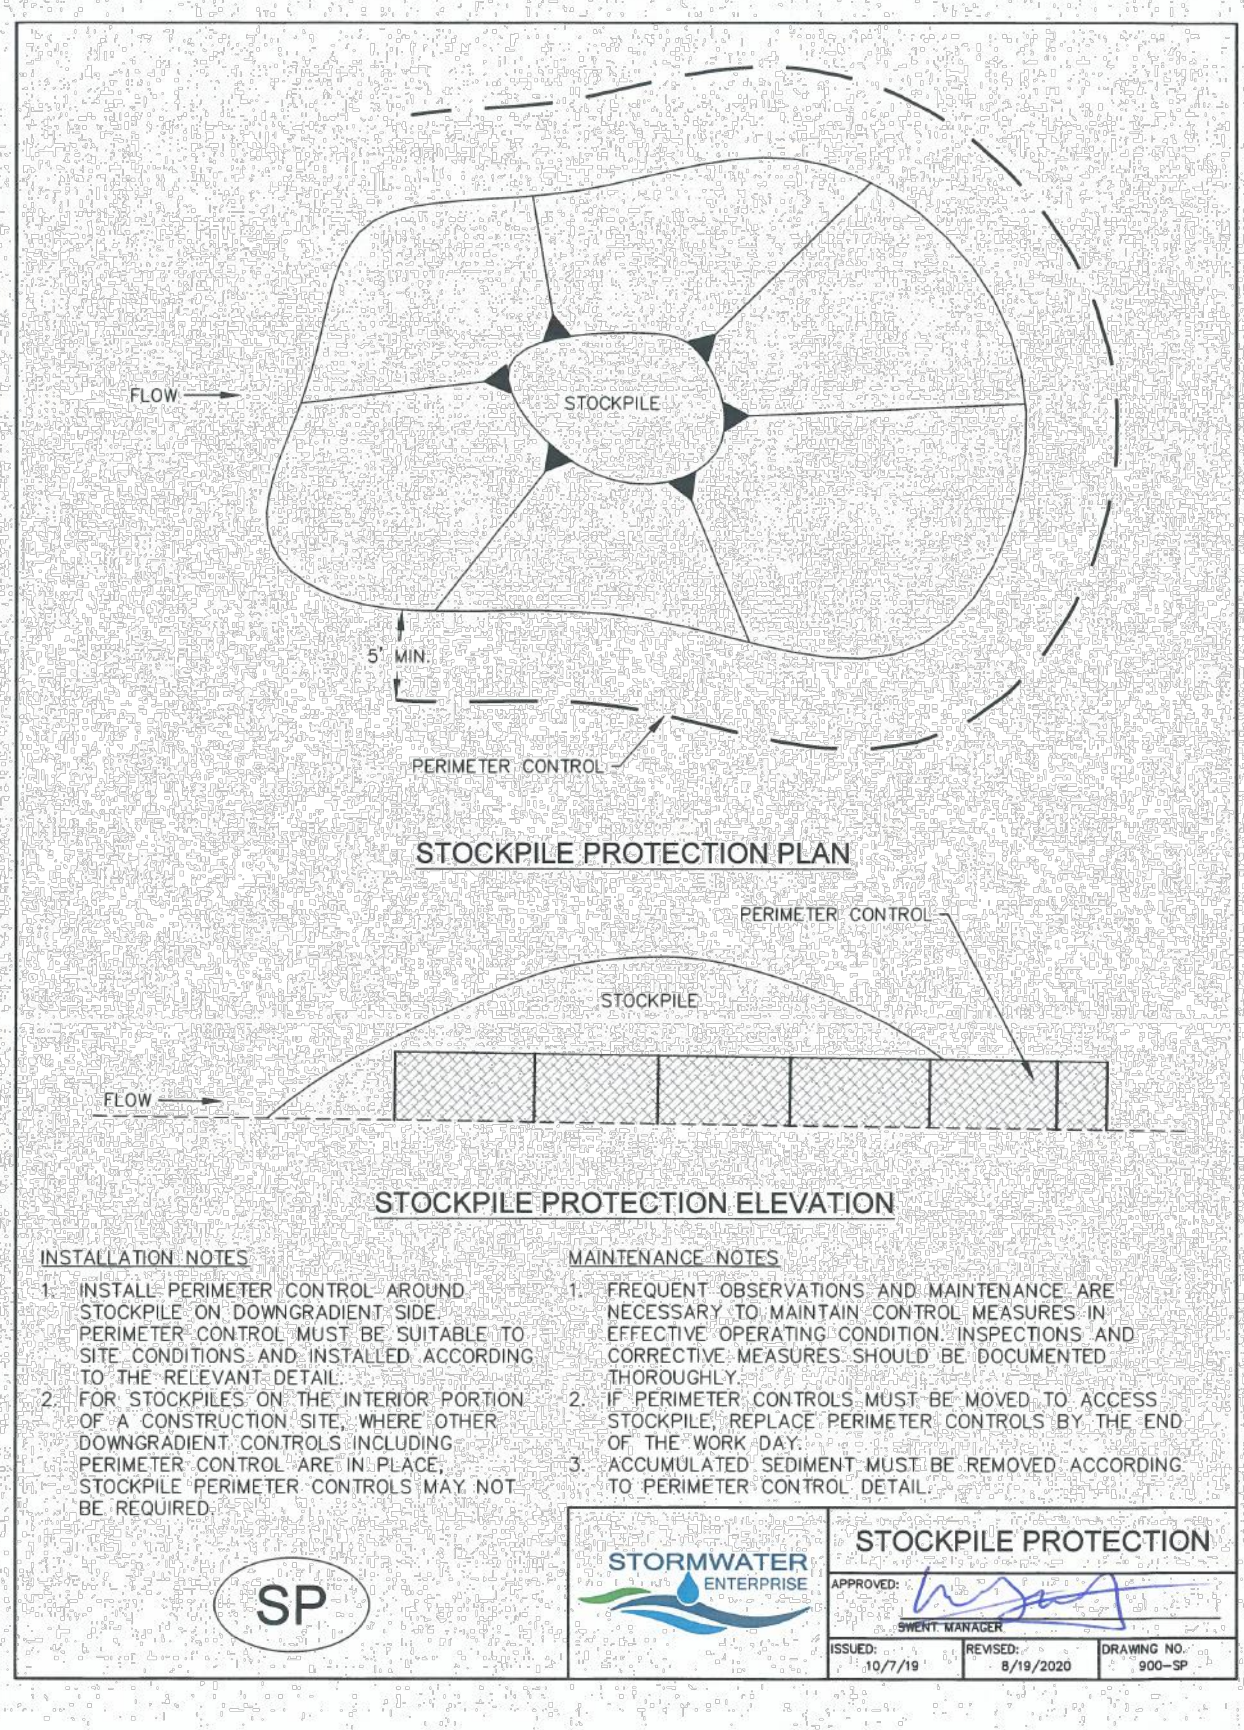 FLOW
STOCKPILE
5' MIN.
PERIMETER CONTROL
STOCKPILE PROTECTION PLAN
PERIMETER CONTROL
STOCKPILE
FLOW
STOCKPILE PROTECTION ELEVATION
INSTALLATION NOTES
1. INSTALL PERIMETER CONTROL AROUND
STOCKPILE ON DOWNGRADIENT SIDE.
PERIMETER CONTROL MUST BE SUITABLE TO
SITE CONDITIONS AND INSTALLED ACCORDING
TO THE RELEVANT DETAIL.
2. FOR STOCKPILES ON THE INTERIOR PORTION
OF A CONSTRUCTION SITE, WHERE OTHER
DOWNGRADIENT CONTROLS INCLUDING
PERIMETER CONTROL ARE IN PLACE,
STOCKPILE PERIMETER CONTROLS MAY NOT
BE REQUIRED.
MAINTENANCE NOTES
1. FREQUENT OBSERVATIONS AND MAINTENANCE ARE
NECESSARY TO MAINTAIN CONTROL MEASURES IN
EFFECTIVE OPERATING CONDITION. INSPECTIONS AND
CORRECTIVE MEASURES SHOULD BE DOCUMENTED
THOROUGHLY.
2. IF PERIMETER CONTROLS MUST BE MOVED TO ACCESS
STOCKPILE, REPLACE PERIMETER CONTROLS BY THE END
OF THE WORK DAY.
3. ACCUMULATED SEDIMENT MUST BE REMOVED ACCORDING
TO PERIMETER CONTROL DETAIL.
SP
STORMWATER
ENTERPRISE
STOCKPILE PROTECTION
APPROVED:
SWENT MANAGER
ISSUED:
10/7/19
REVISED:
8/19/2020
DRAWING NO.
900-SP